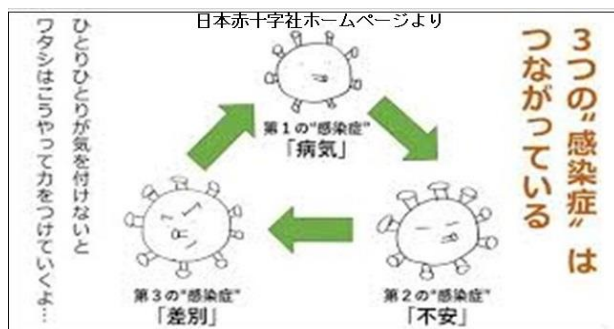 日本赤十字社ホームページより
3つの“感染症”は
つながっている
第1の“感染症”
「病気」
第2の“感染症”
「不安」
第3の“感染症”
「差別」
ひとりひとりが気を付けないと
ワタシはこうやって力をつけていくよ…